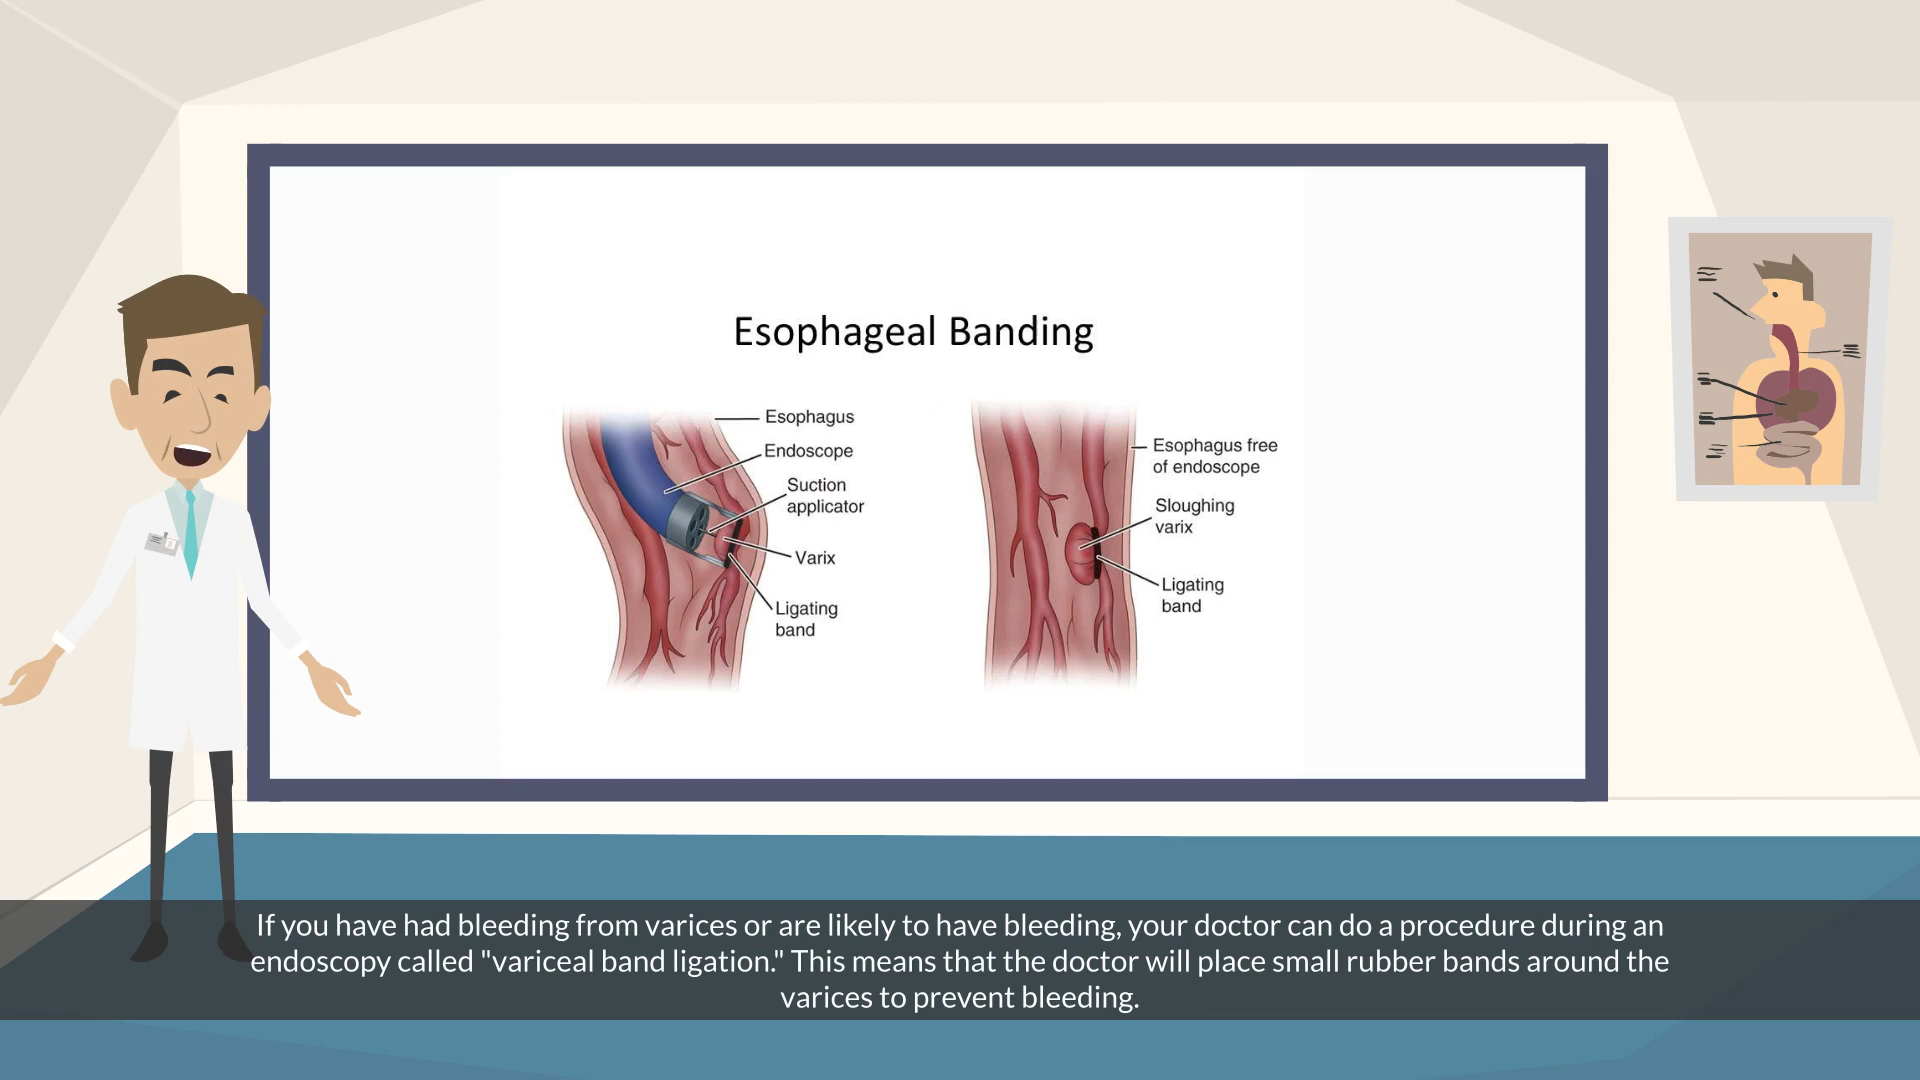 Esophageal Banding
Esophagus
Endoscope
Suction
applicator
Varix
Ligating
band
Esophagus free
of endoscope
Sloughing
varix
Ligating
band
If you have had bleeding from varices or are likely to have bleeding, your doctor can do a procedure during an
endoscopy called "variceal band ligation." This means that the doctor will place small rubber bands around the
varices to prevent bleeding.